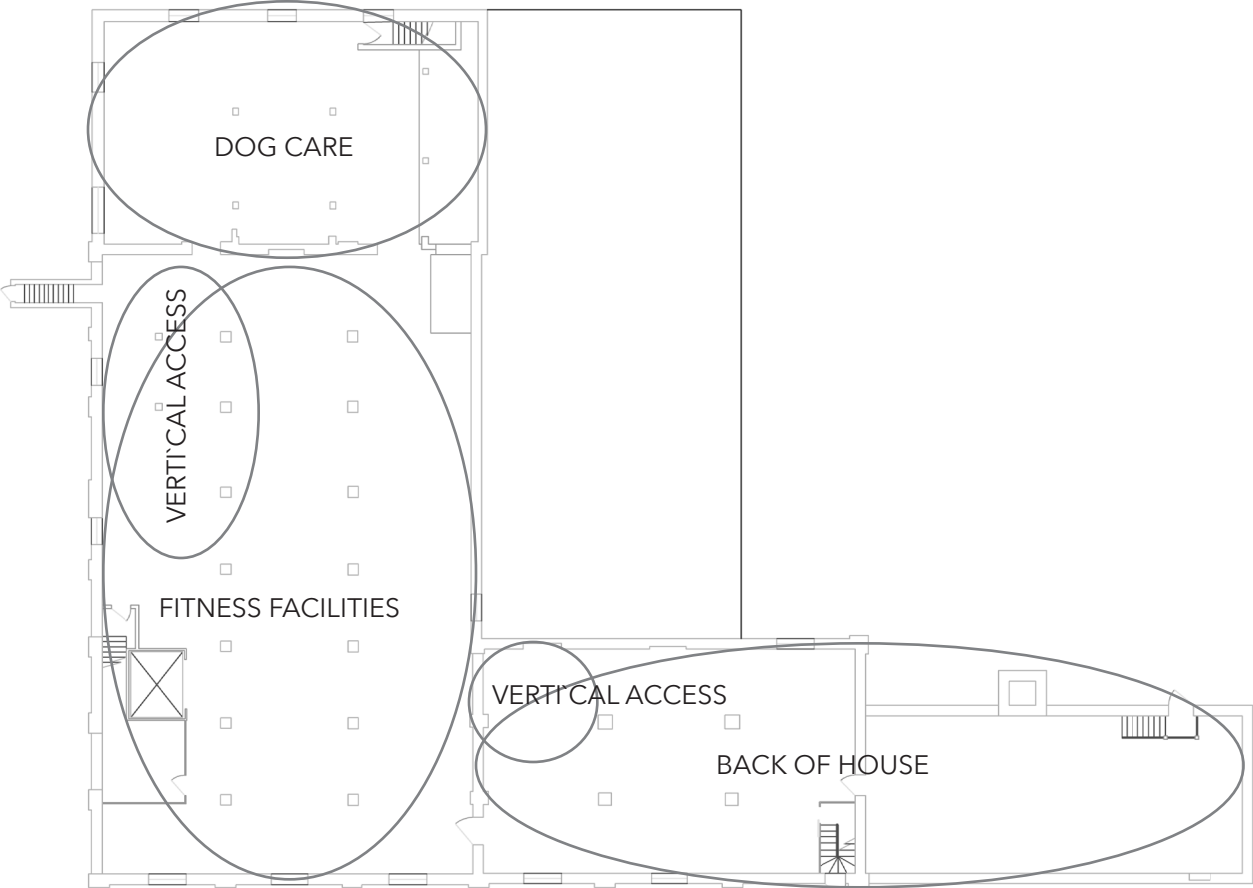 DOG CARE
VERTI`CAL ACCESS
FITNESS FACILITIES
VERTI`CAL ACCESS
BACK OF HOUSE